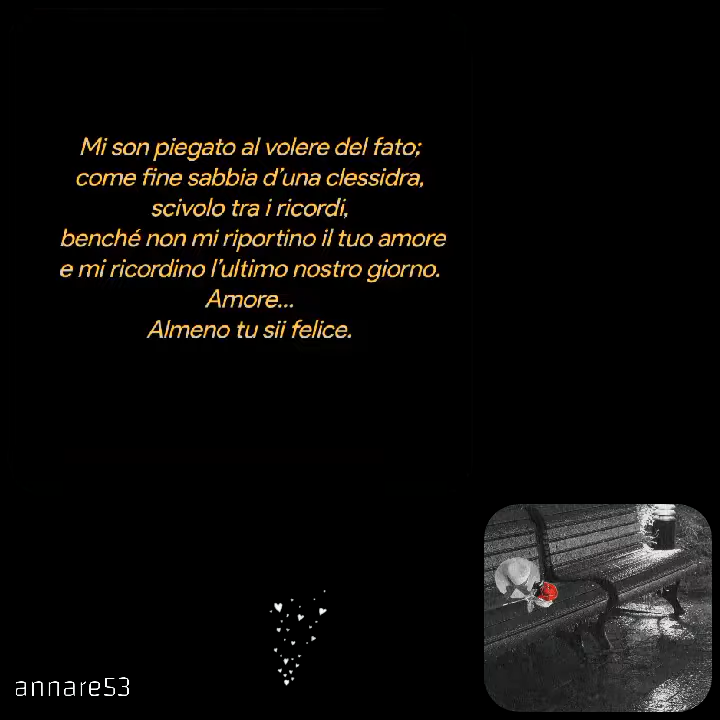 Mi son piegato al volere del fato;
come fine sabbia d'una clessidra,
scivolo tra i ricordi,
benché non mi riportino il tuo amore
e mi ricordino l'ultimo nostro giorno.
Amore...
Almeno tu sii felice.
annare53